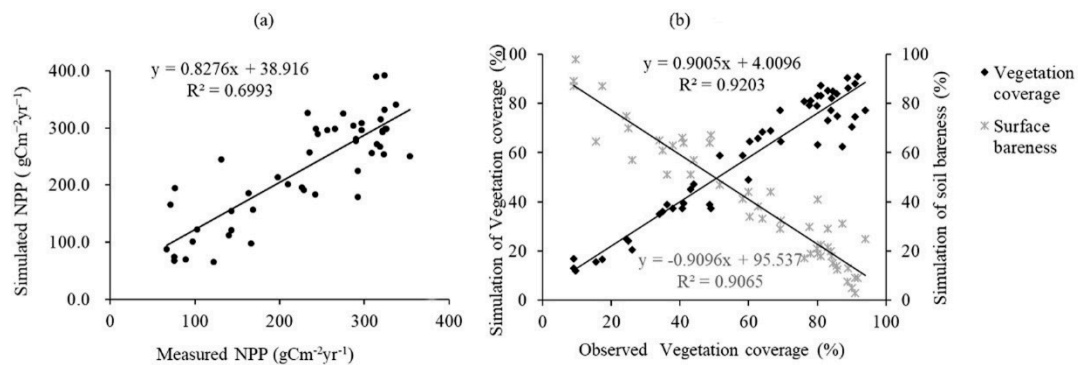 (a)
y = 0.8276x + 38.916
R² = 0.6993
Simulated NPP ( gCm⁻²yr⁻¹)
400.0
300.0
200.0
100.0
0.0
0
100
200
300
400
Measured NPP (gCm⁻²yr⁻¹)
(b)
y = 0.9005x + 4.0096
R² = 0.9203
Simulation of Vegetation coverage (%)
100
80
60
40
20
0
y = -0.9096x + 95.537
R² = 0.9065
0
20
40
60
80
100
Observed Vegetation coverage (%)
100
80
60
40
20
0
Simulation of soil bareness (%)
Vegetation
coverage
Surface
bareness